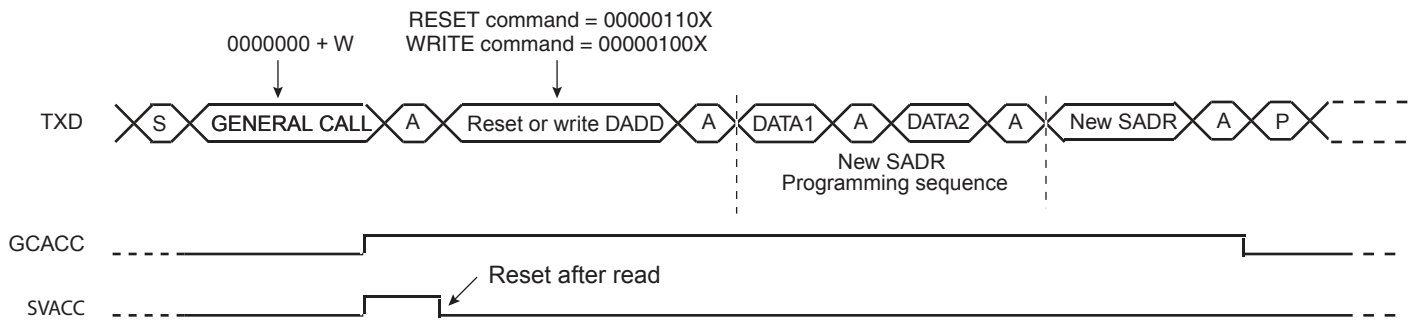 RESET command = 00000110X
0000000 + W
WRITE command = 00000100X
TXD
S
GENERAL CALL
A
Reset or write DADD
A
DATA1
A
DATA2
A
New SADR
A
P
New SADR
Programming sequence
GCACC
Reset after read
SVACC